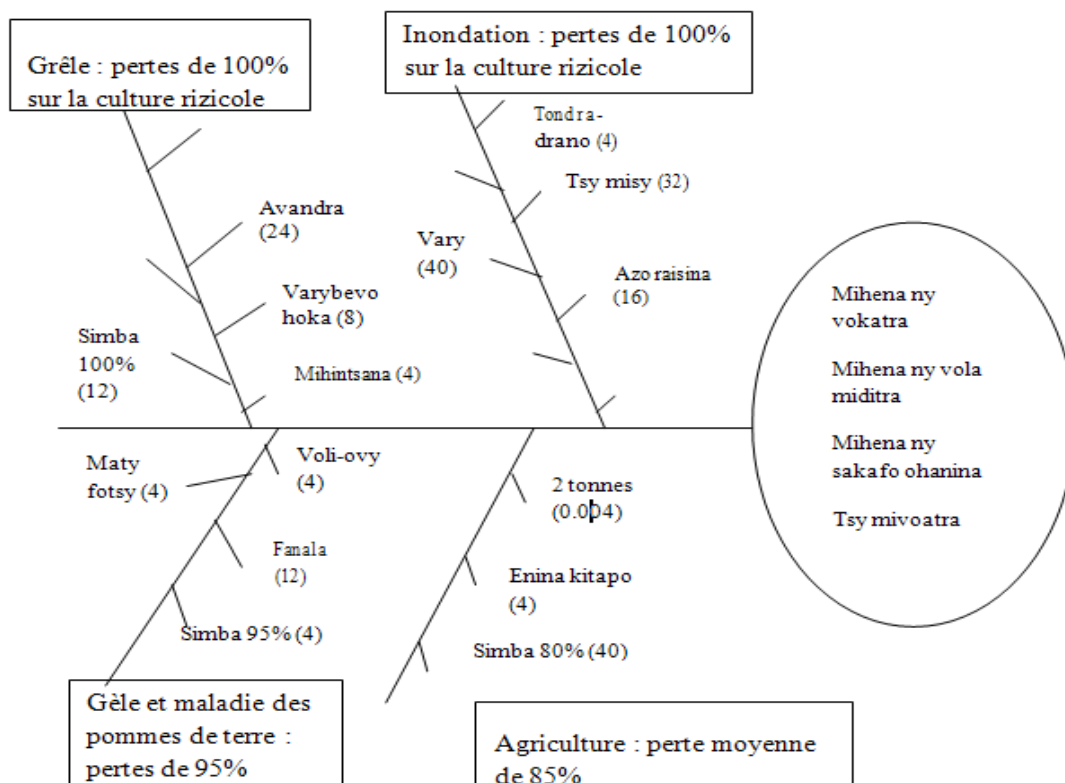 Grêle : pertes de 100%
sur la culture rizicole
Inondation : pertes de 100%
sur la culture rizicole
Tondra-
drano (4)
Tsy misy (32)
Avandra
(24)
Vary
(40)
Azo raisina
(16)
Varybevo
hoka (8)
Simba
100%
(12)
Mihintsana (4)
Mihena ny
vokatra
Mihena ny vola
miditra
Mihena ny
sakafo ohanina
Tsy mivoatra
Maty
fotsy (4)
Voli-ovy
(4)
2 tonnes
(0.004)
Fanala
(12)
Enina kitapo
(4)
Simba 95% (4)
Simba 80% (40)
Gèle et maladie des
pommes de terre :
pertes de 95%
Agriculture : perte moyenne
de 85%